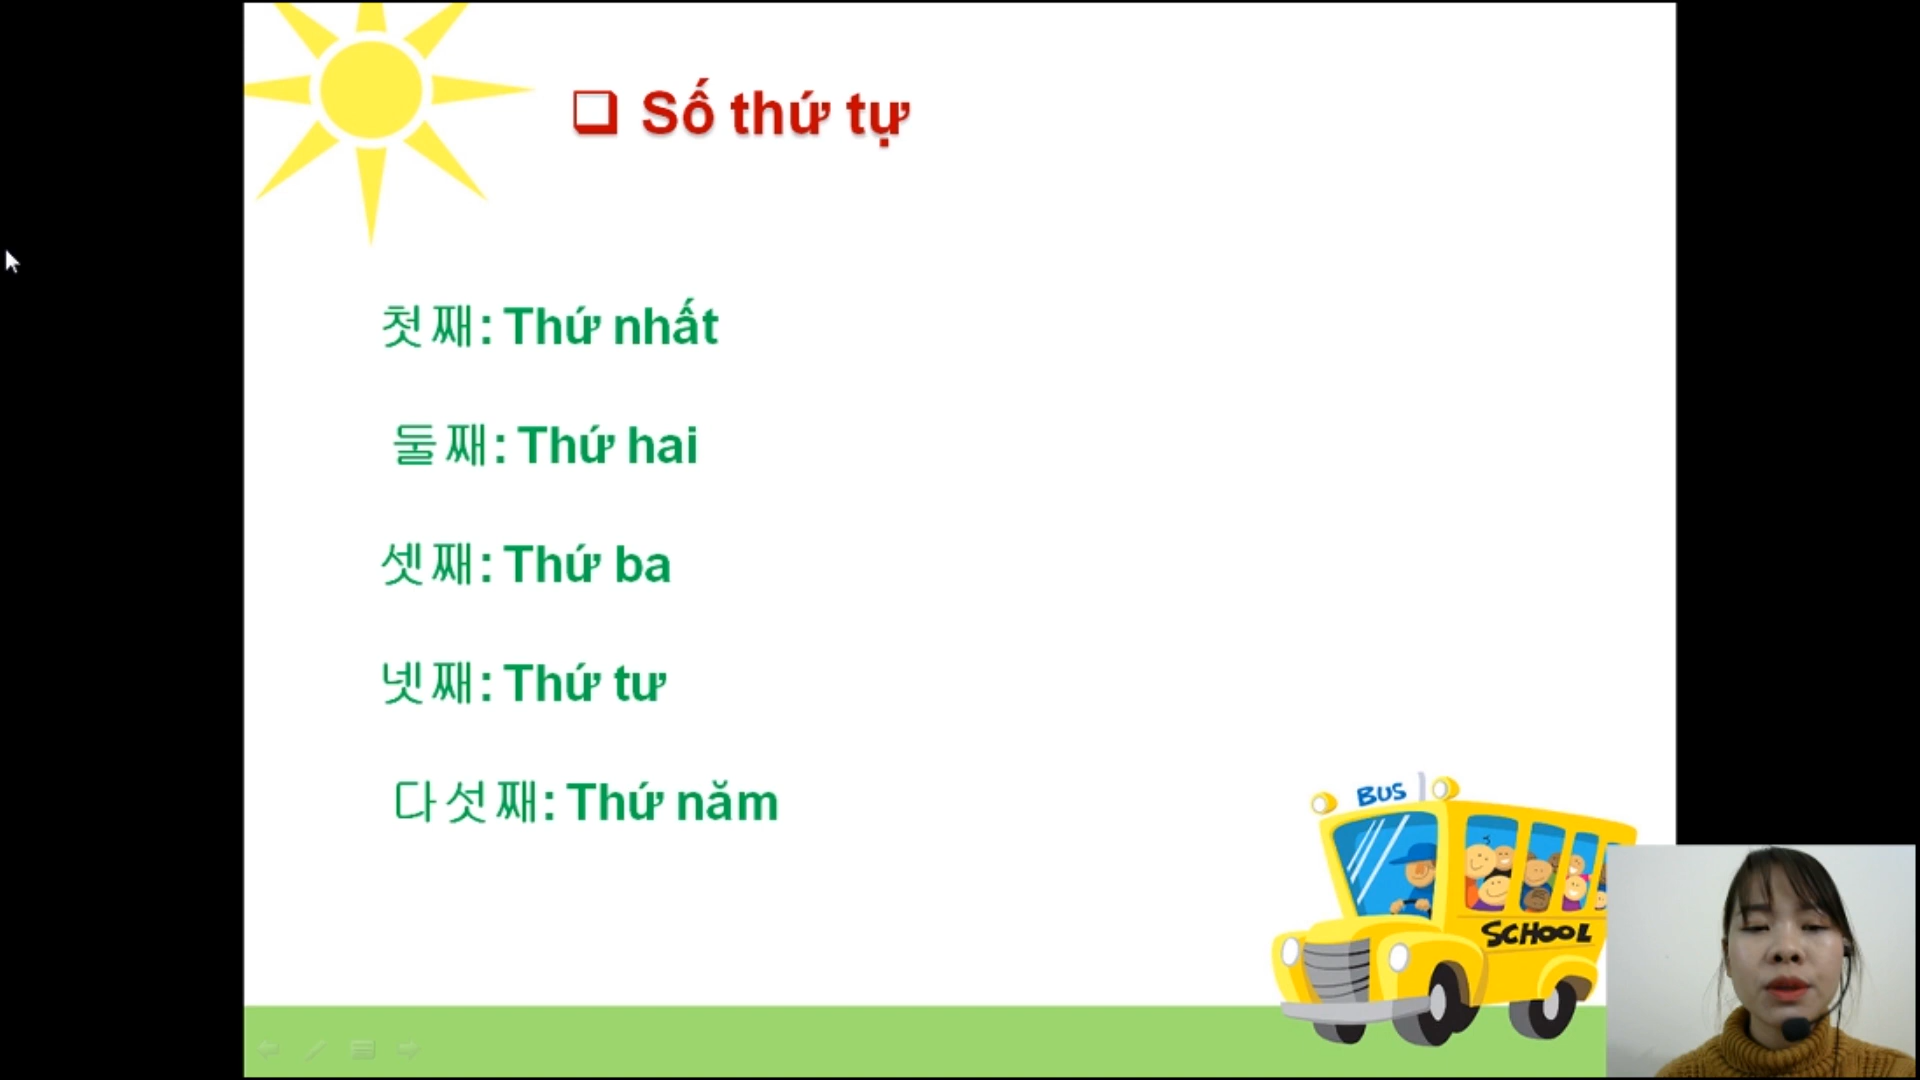 Số thứ tự
첫째: Thứ nhất
둘째: Thứ hai
셋째: Thứ ba
넷째: Thứ tư
다섯째: Thứ năm
BUS
SCHOOL